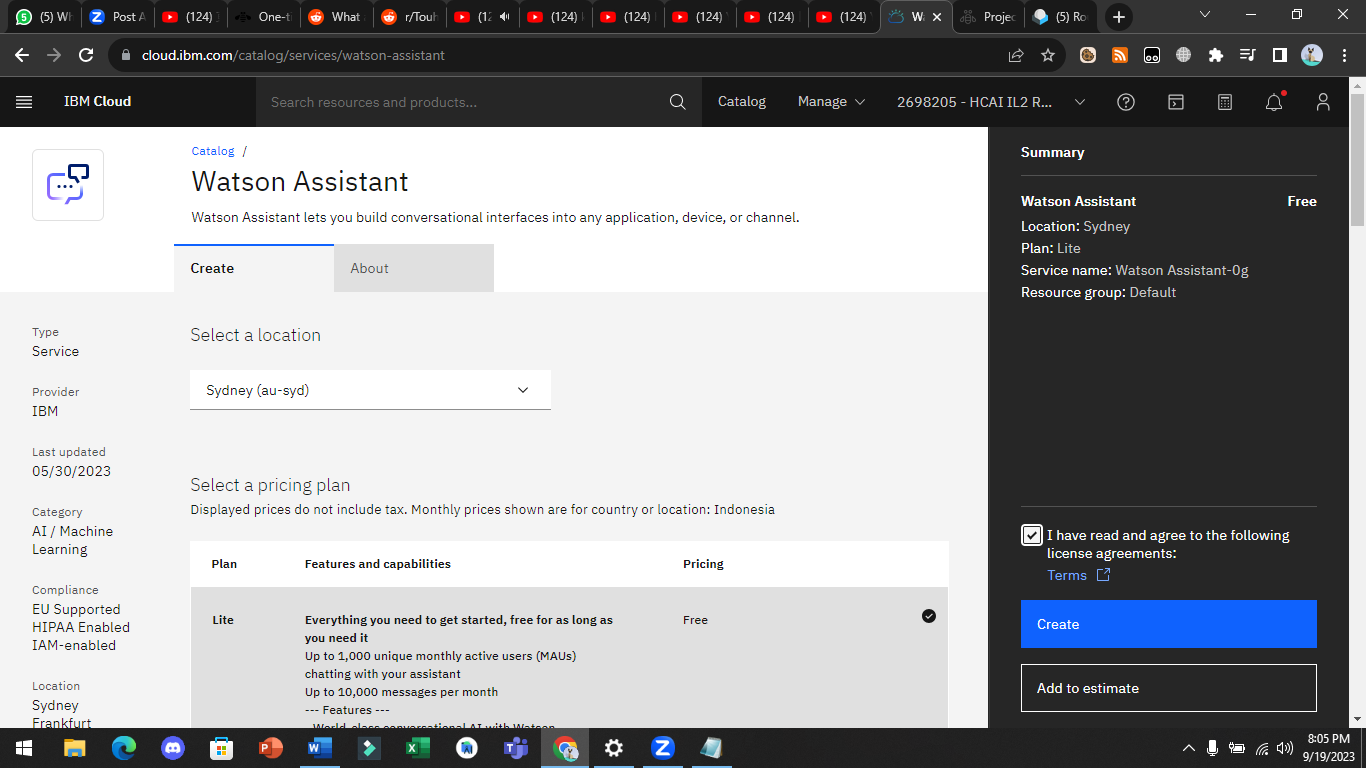 (5) Wh
Post A
(124)
One-t
What
r/Touh
(12
(124)
(124)
(124)
(124)
(124)
Wa
Projec
(5) Ro
cloud.ibm.com/catalog/services/watson-assistant
IBM Cloud
Search resources and products...
Catalog
Manage
2698205 - HCAI IL2 R...
Catalog /
Watson Assistant
Watson Assistant lets you build conversational interfaces into any application, device, or channel.
Create
About
Type
Service
Provider
IBM
Last updated
05/30/2023
Category
AI / Machine
Learning
Compliance
EU Supported
HIPAA Enabled
IAM-enabled
Location
Sydney
Frankfurt
Select a location
Sydney (au-syd)
Select a pricing plan
Displayed prices do not include tax. Monthly prices shown are for country or location: Indonesia
Plan
Features and capabilities
Pricing
Lite
Everything you need to get started, free for as long as
you need it
Up to 1,000 unique monthly active users (MAUs)
chatting with your assistant
Up to 10,000 messages per month
--- Features ---
- World-class conversational AI with Watson
Free
Summary
Watson Assistant
Free
Location: Sydney
Plan: Lite
Service name: Watson Assistant-0g
Resource group: Default
I have read and agree to the following
license agreements:
Terms
Create
Add to estimate
8:05 PM
9/19/2023